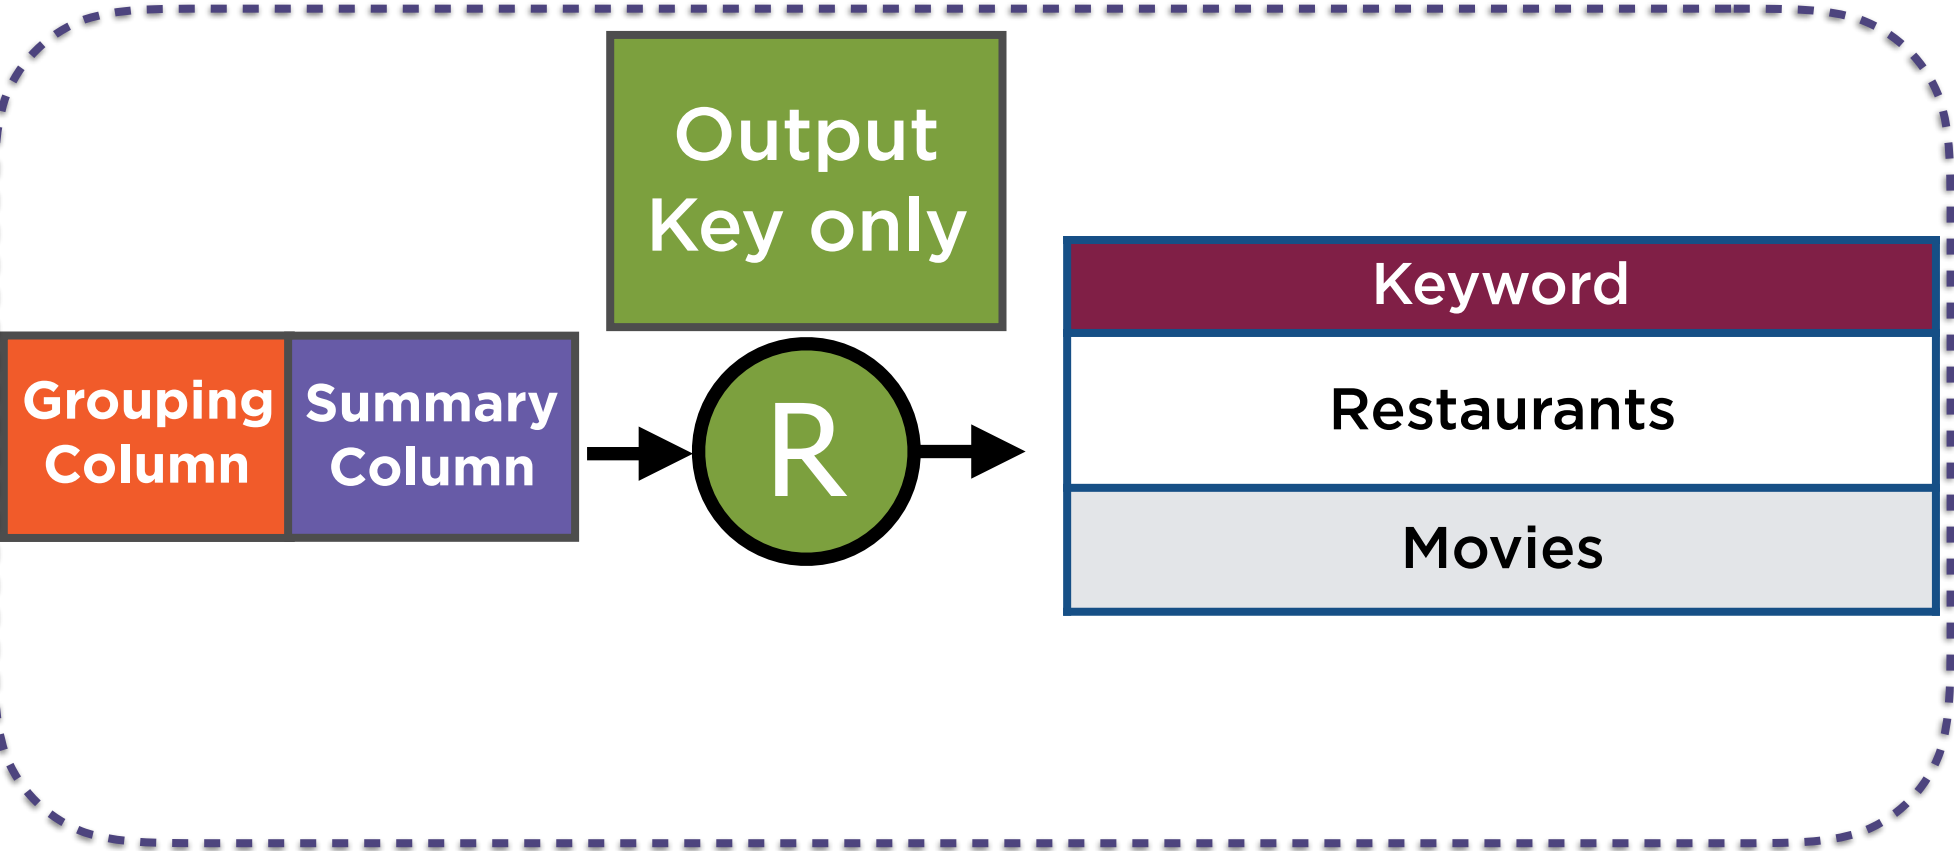 Output
Key only
Grouping
Column
Summary
Column
R
Keyword
Restaurants
Movies